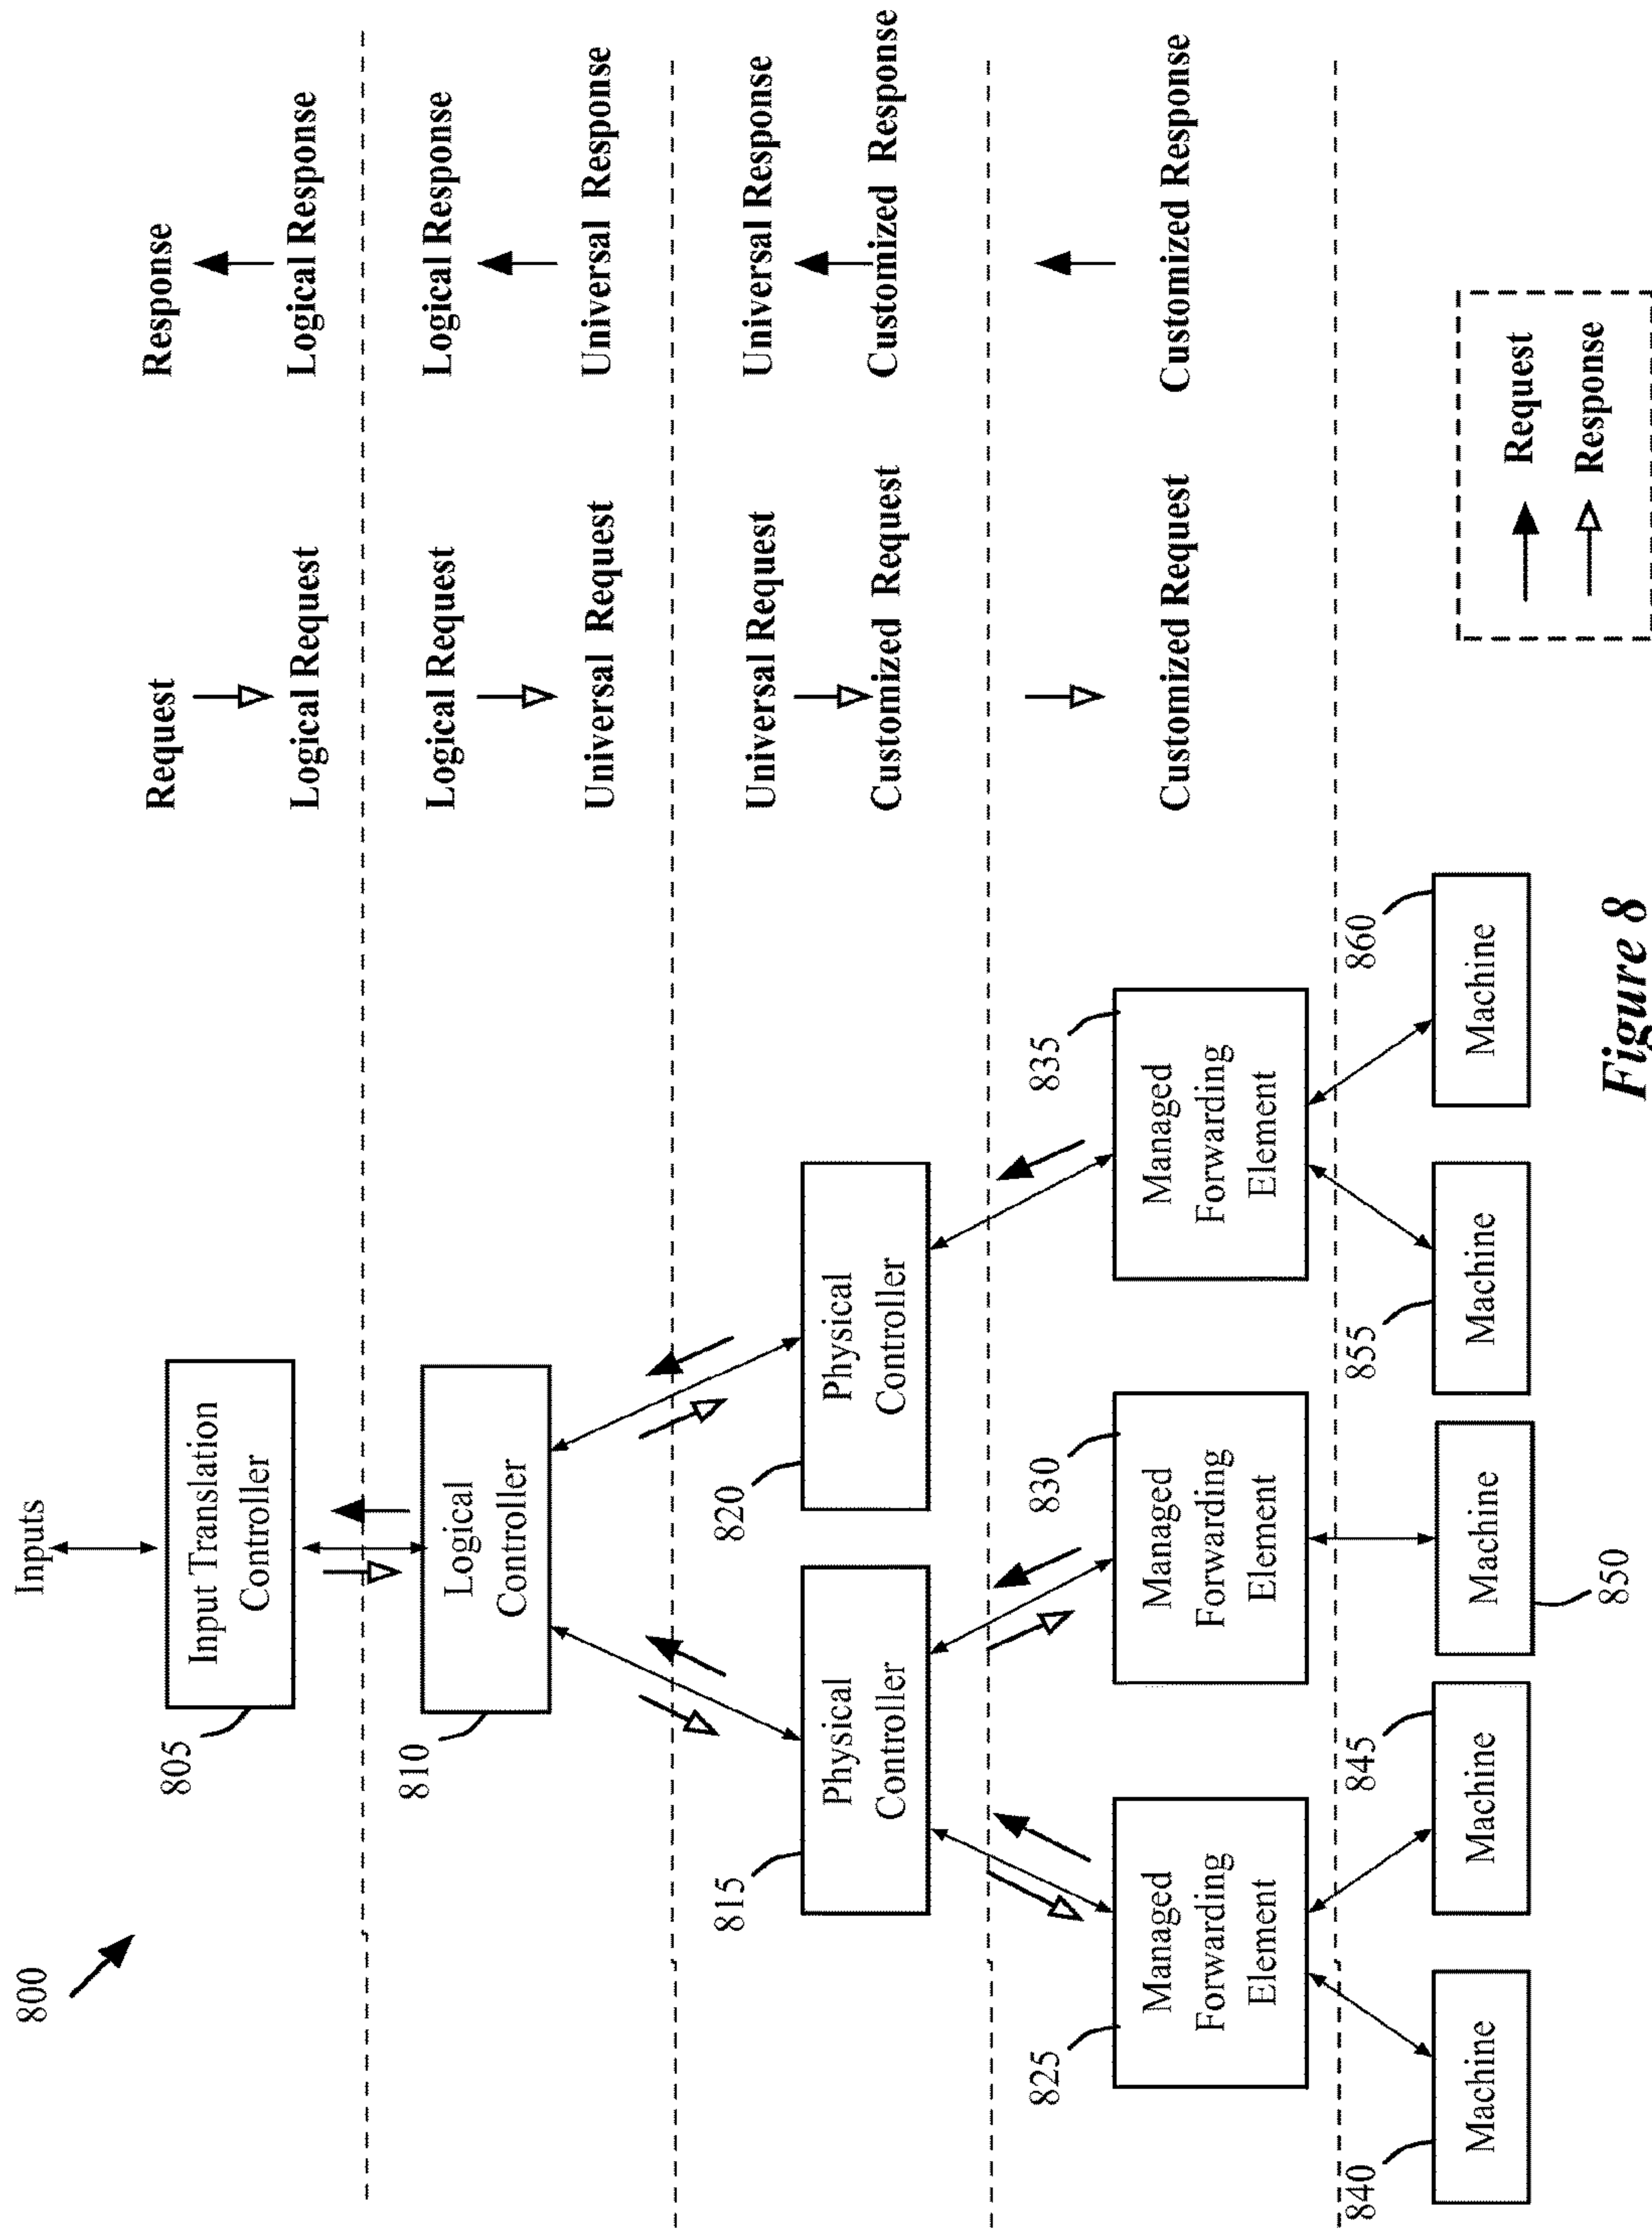 800
Inputs
805
Input Translation
Controller
Request
Response
Logical Request
Logical Response
810
Logical
Controller
Logical Request
Logical Response
Universal Request
Universal Response
815
Physical
Controller
820
Physical
Controller
Universal Request
Universal Response
Customized Request
Customized Response
825
Managed
Forwarding
Element
830
Managed
Forwarding
Element
835
Managed
Forwarding
Element
Customized Request
Customized Response
840
Machine
845
Machine
850
Machine
855
Machine
860
Machine
Request
Response
Figure 8